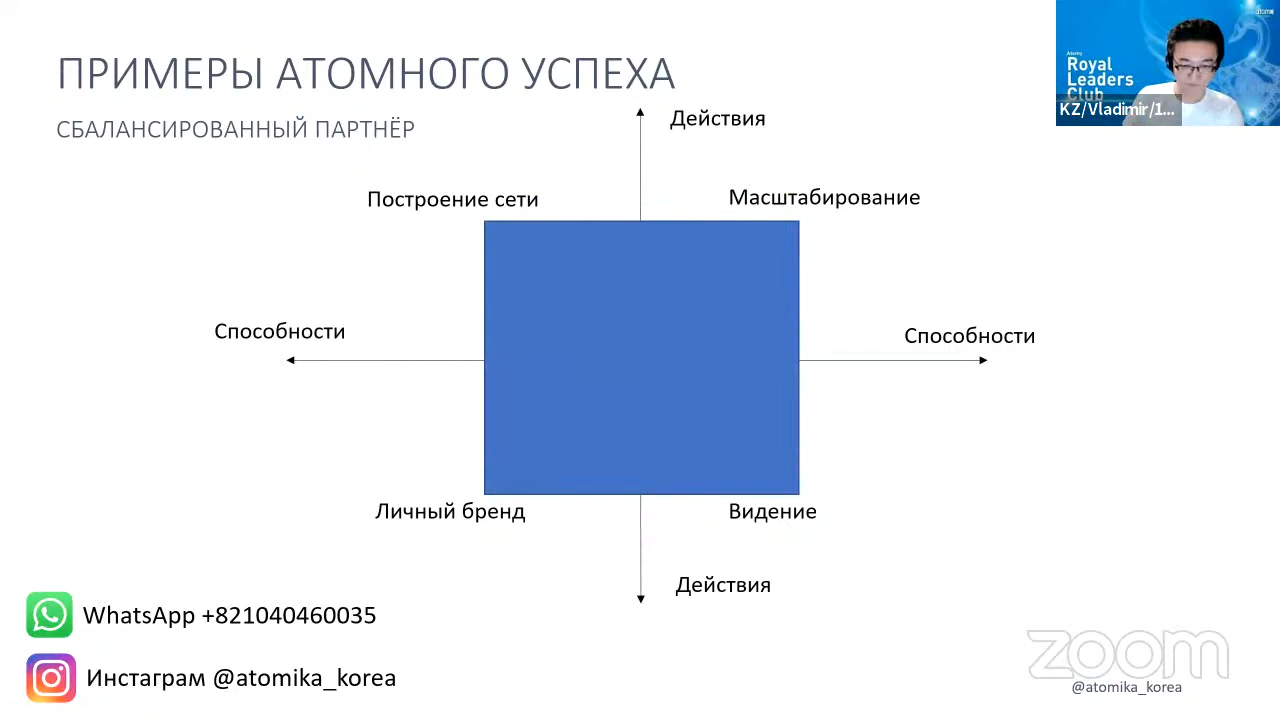 ПРИМЕРЫ АТОМНОГО УСПЕХА
СБАЛАНСИРОВАННЫЙ ПАРТНЁР
Действия
Построение сети
Масштабирование
Способности
Способности
Личный бренд
Видение
Действия
WhatsApp +821040460035
Инстаграм @atomika_korea
zoom
@atomika_korea
Atomy
Royal
Leaders
Club
KZ/Vladimir/1...